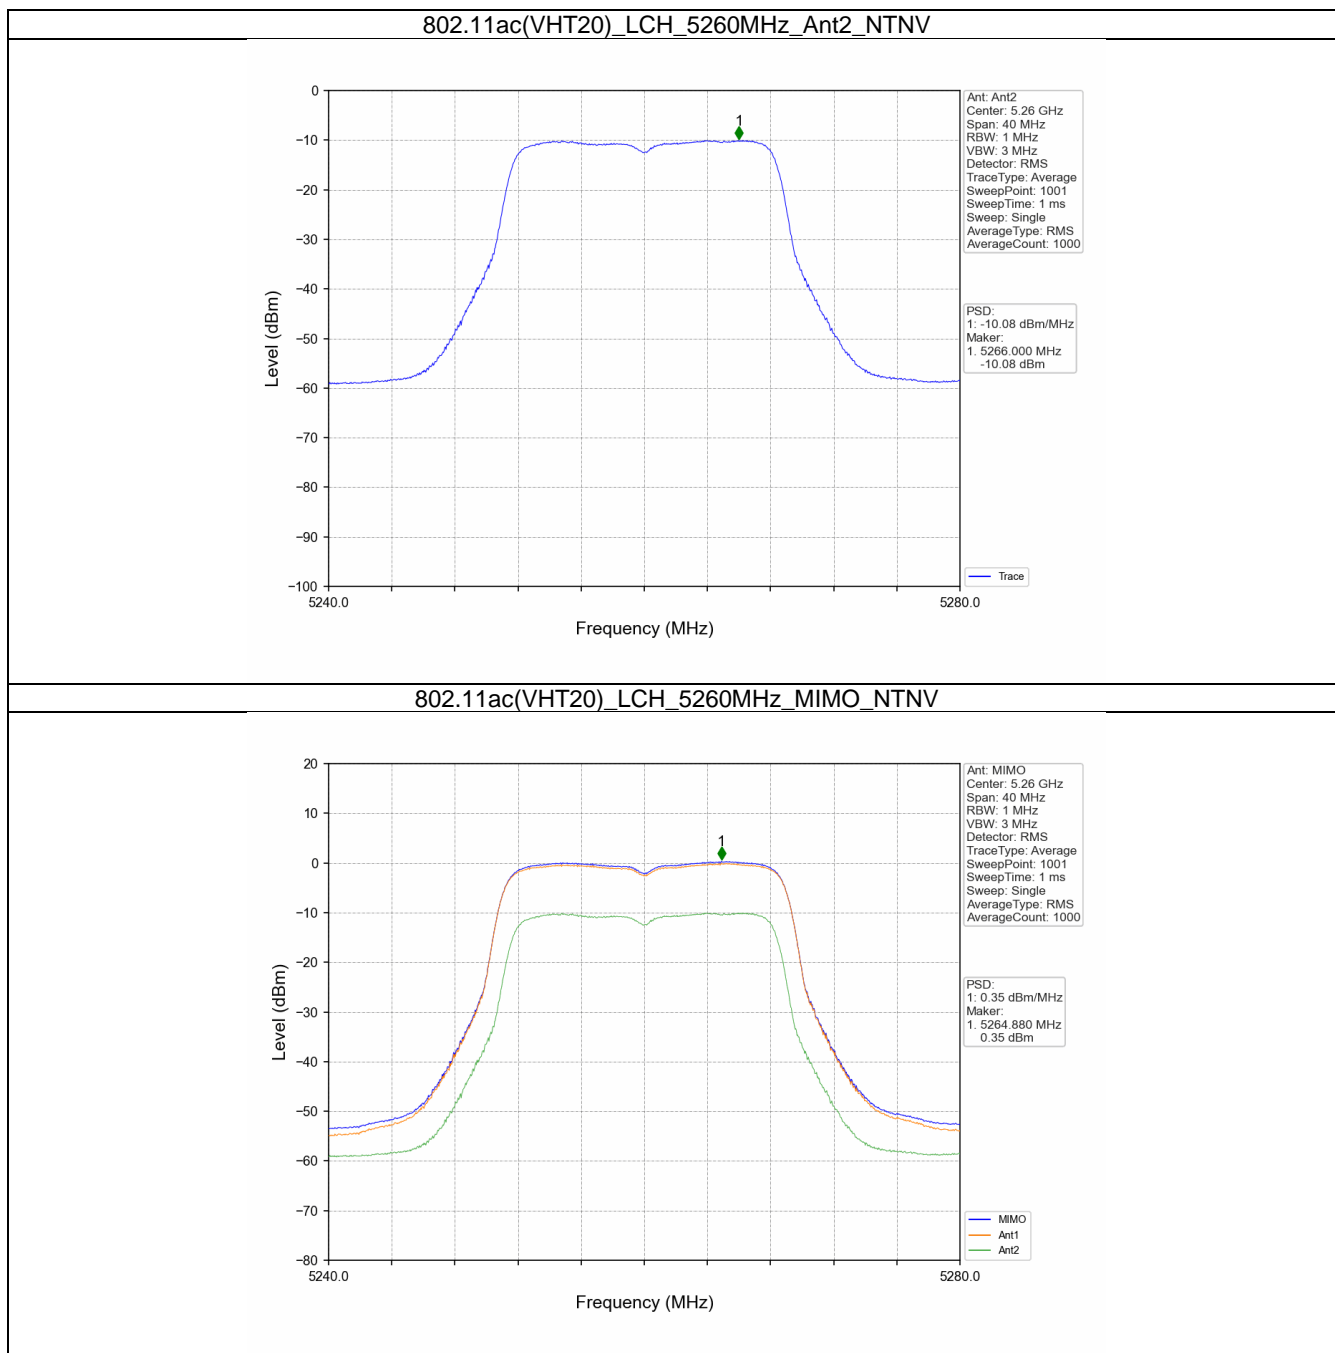 802.11ac(VHT20)_LCH_5260MHz_Ant2_NTNV
0
−10
−20
−30
−40
−50
−60
−70
−80
−90
−100
Level (dBm)
1
5240.0
5280.0
Frequency (MHz)
Ant: Ant2
Center: 5.26 GHz
Span: 40 MHz
RBW: 1 MHz
VBW: 3 MHz
Detector: RMS
TraceType: Average
SweepPoint: 1001
SweepTime: 1 ms
Sweep: Single
AverageType: RMS
AverageCount: 1000
PSD:
1: -10.08 dBm/MHz
Maker:
1. 5266.000 MHz
-10.08 dBm
Trace
802.11ac(VHT20)_LCH_5260MHz_MIMO_NTNV
20
10
0
−10
−20
−30
−40
−50
−60
−70
−80
Level (dBm)
1
5240.0
5280.0
Frequency (MHz)
Ant: MIMO
Center: 5.26 GHz
Span: 40 MHz
RBW: 1 MHz
VBW: 3 MHz
Detector: RMS
TraceType: Average
SweepPoint: 1001
SweepTime: 1 ms
Sweep: Single
AverageType: RMS
AverageCount: 1000
PSD:
1: 0.35 dBm/MHz
Maker:
1. 5264.880 MHz
0.35 dBm
MIMO
Ant1
Ant2